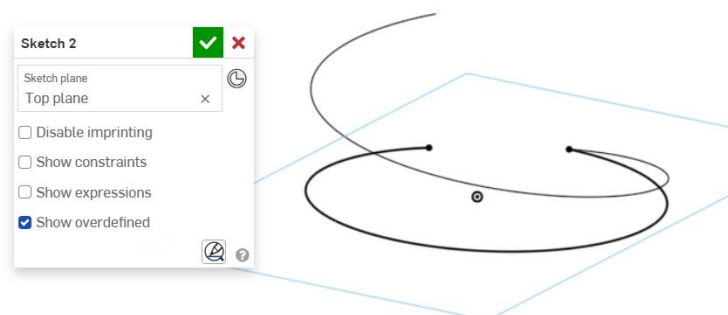 Sketch 2
Sketch plane
Top plane
Disable imprinting
Show constraints
Show expressions
Show overdefined